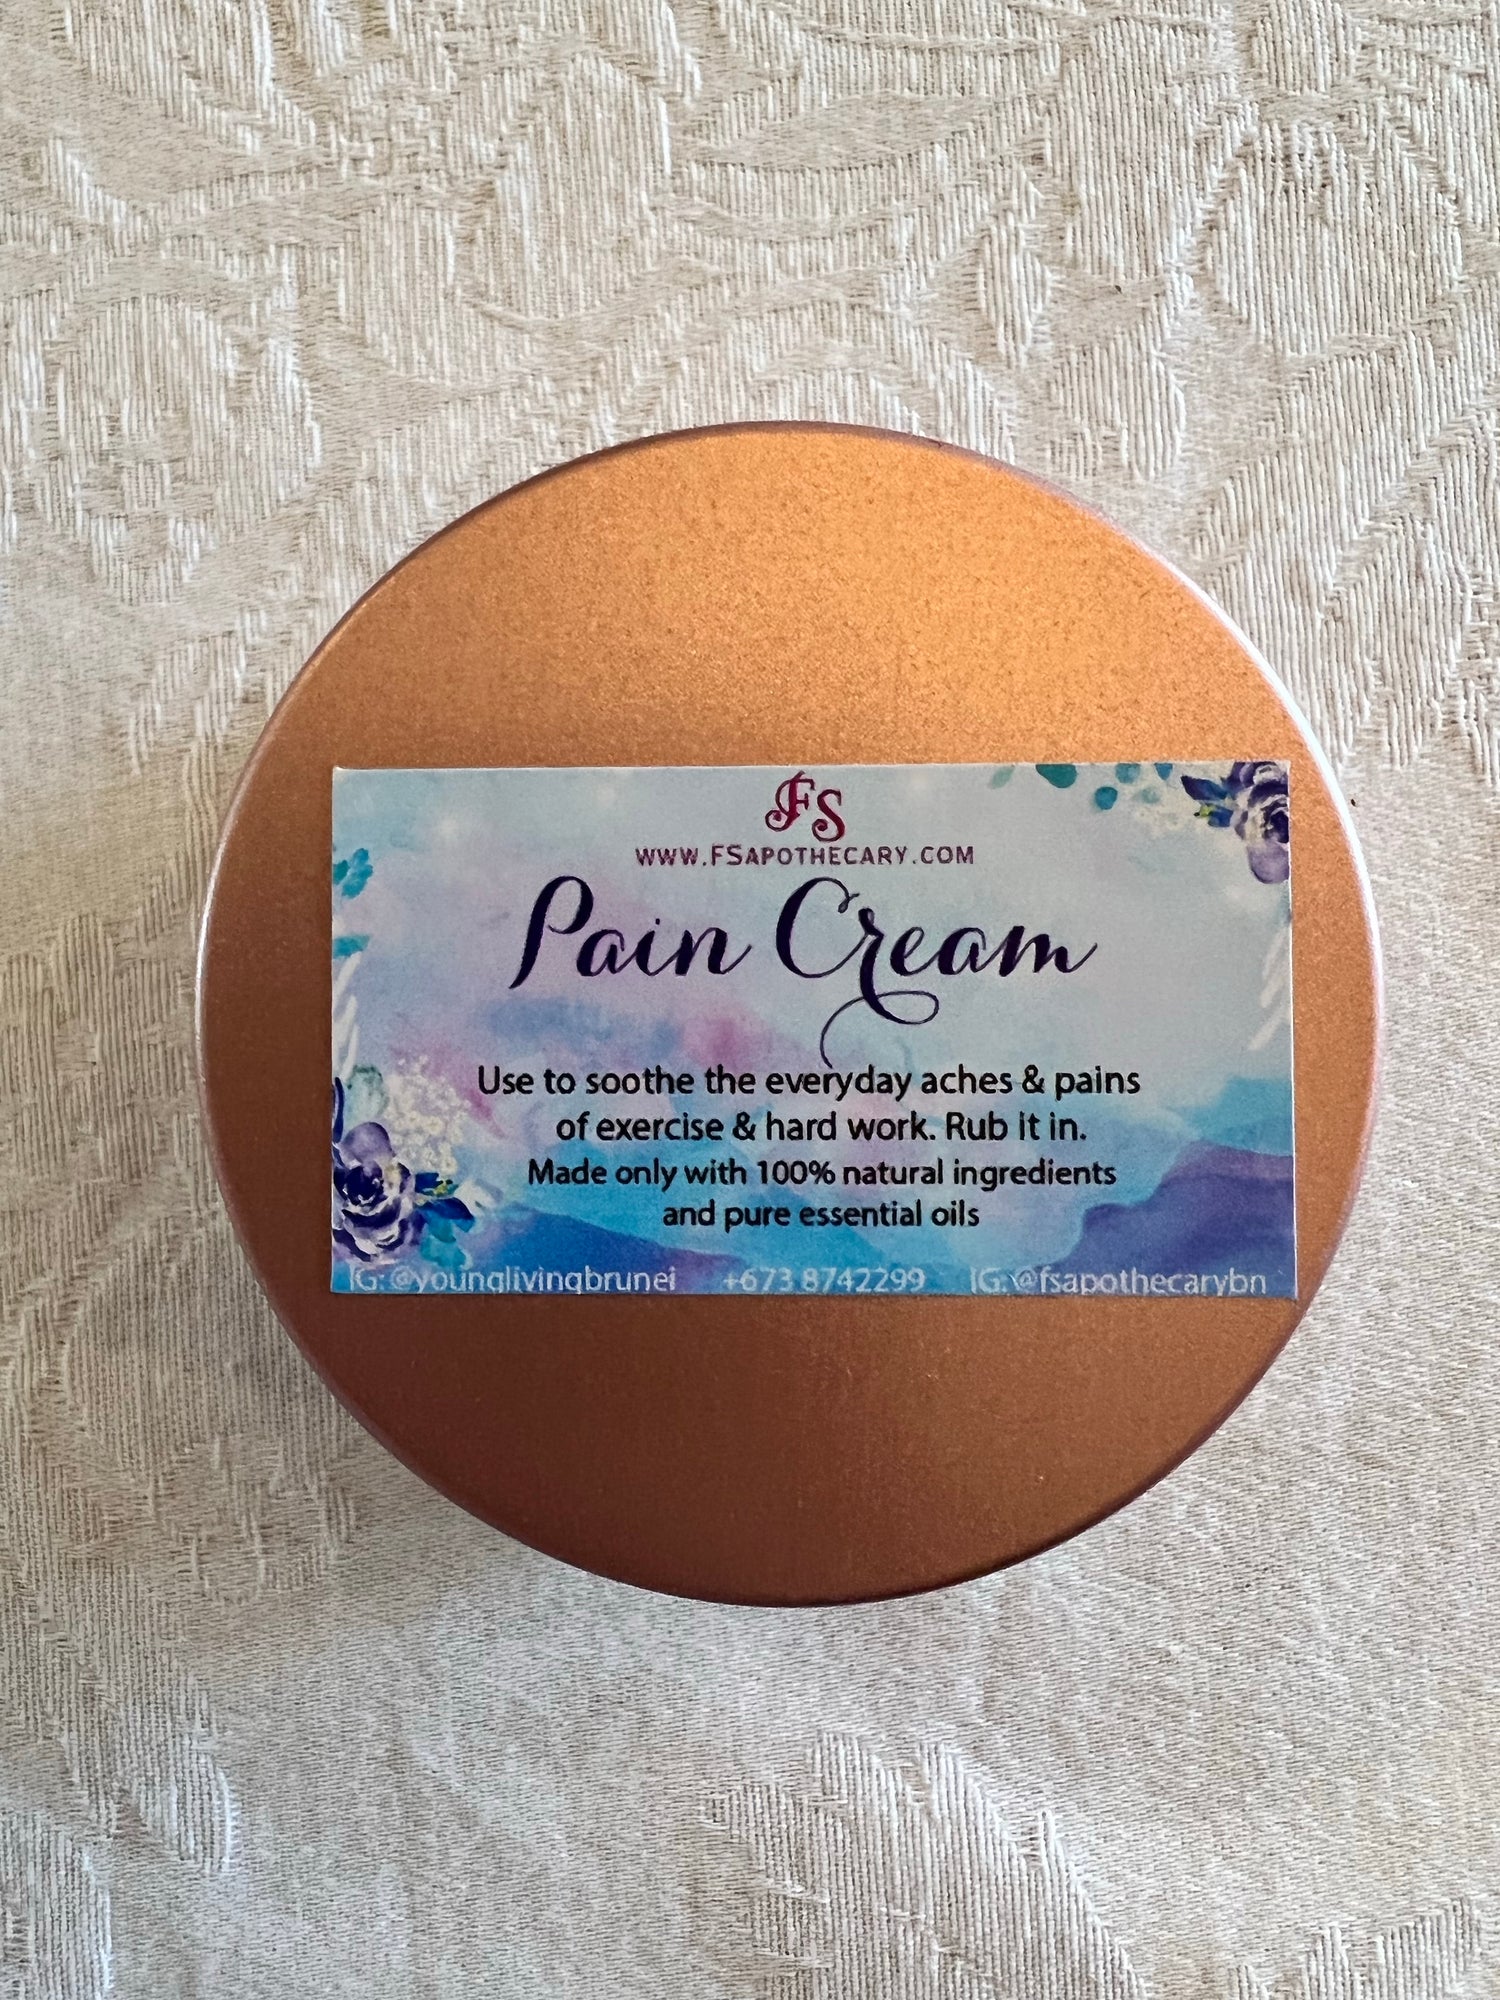 FS
WWW.FSAPOTHECARY.COM
Pain Cream
Use to soothe the everyday aches & pains
of exercise & hard work. Rub it in.
Made only with 100% natural ingredients
and pure essential oils
IG: @younglivingbrunei +673 8742299 IG: @fsapothecarybn